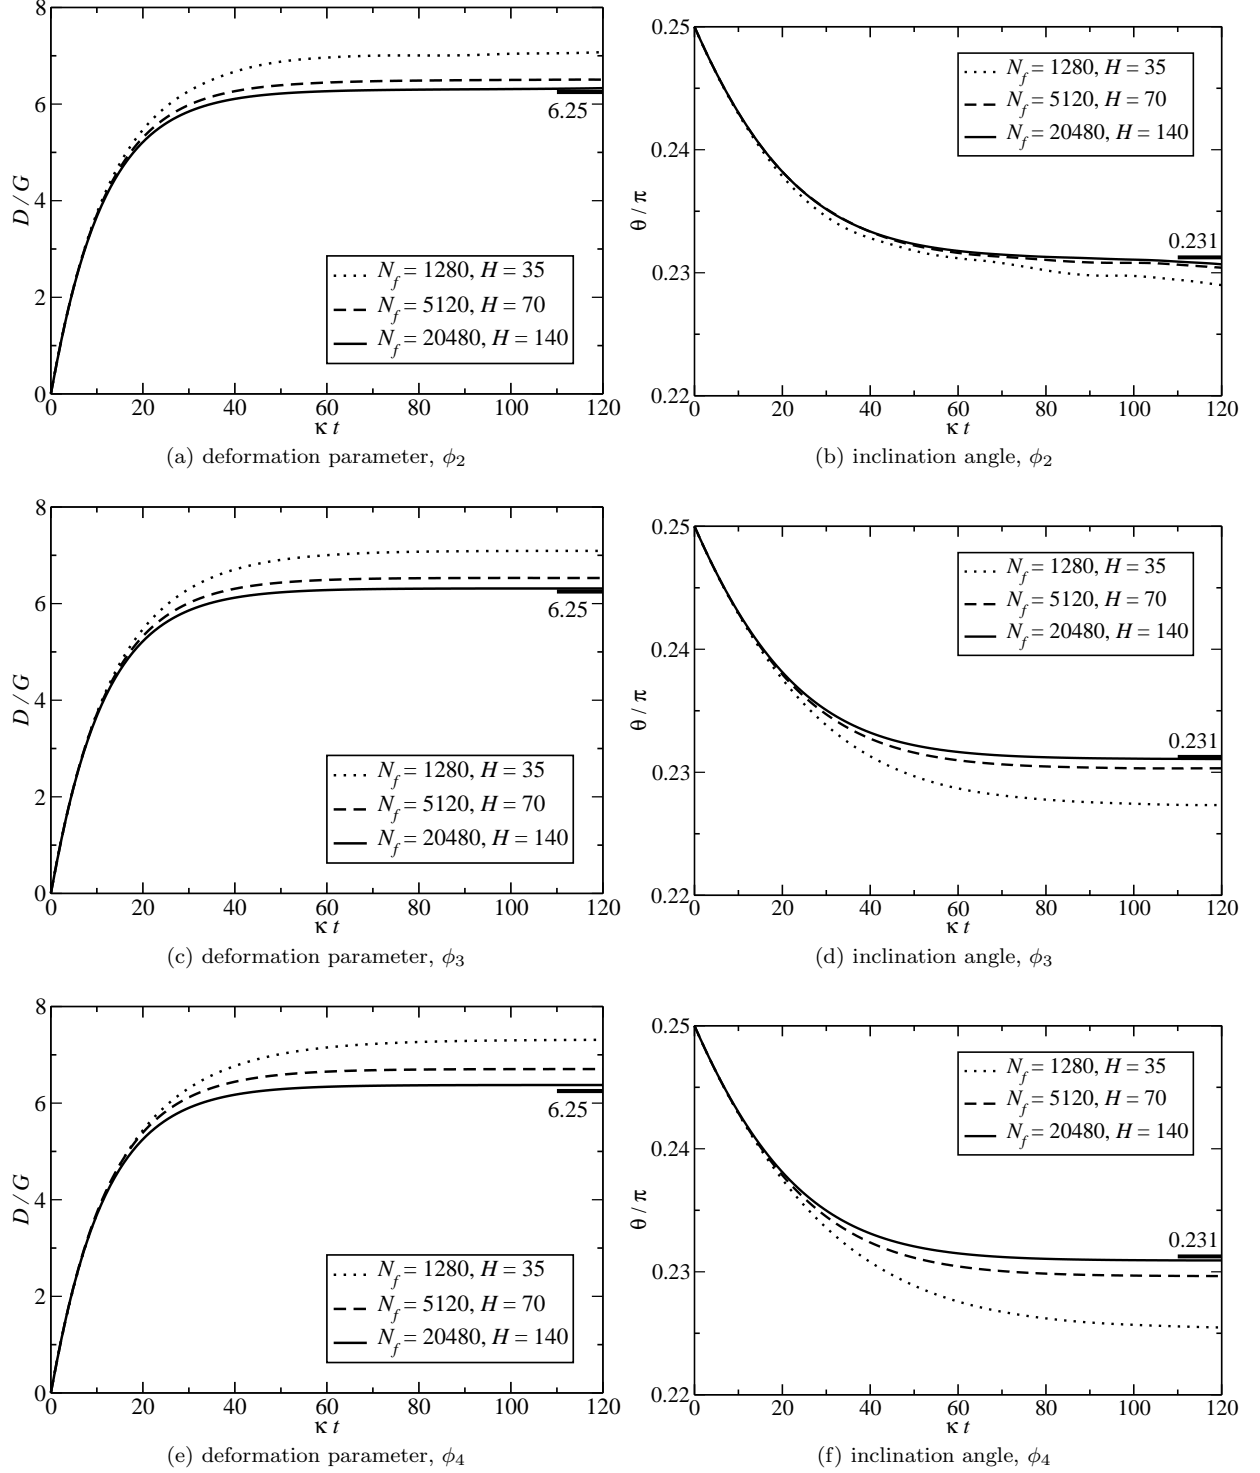 8
6
4
2
0
D / G
6.25
N_f = 1280, H = 35
N_f = 5120, H = 70
N_f = 20480, H = 140
0 20 40 60 80 100 120
κ t
(a) deformation parameter, ϕ₂
0.25
0.24
0.23
0.22
θ / π
N_f = 1280, H = 35
N_f = 5120, H = 70
N_f = 20480, H = 140
0.231
0 20 40 60 80 100 120
κ t
(b) inclination angle, ϕ₂
8
6
4
2
0
D / G
6.25
N_f = 1280, H = 35
N_f = 5120, H = 70
N_f = 20480, H = 140
0 20 40 60 80 100 120
κ t
(c) deformation parameter, ϕ₃
0.25
0.24
0.23
0.22
θ / π
N_f = 1280, H = 35
N_f = 5120, H = 70
N_f = 20480, H = 140
0.231
0 20 40 60 80 100 120
κ t
(d) inclination angle, ϕ₃
8
6
4
2
0
D / G
6.25
N_f = 1280, H = 35
N_f = 5120, H = 70
N_f = 20480, H = 140
0 20 40 60 80 100 120
κ t
(e) deformation parameter, ϕ₄
0.25
0.24
0.23
0.22
θ / π
N_f = 1280, H = 35
N_f = 5120, H = 70
N_f = 20480, H = 140
0.231
0 20 40 60 80 100 120
κ t
(f) inclination angle, ϕ₄